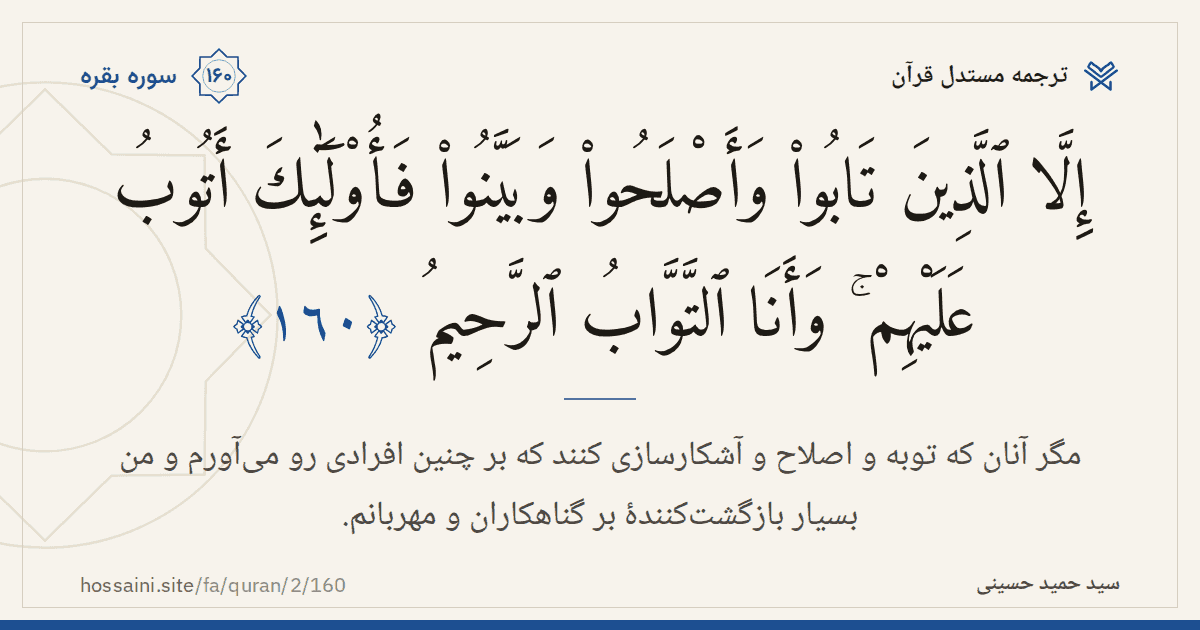 ترجمه مستدل قرآن
۱۶۰ سوره بقره
إِلَّا ٱلَّذِينَ تَابُوا۟ وَأَصْلَحُوا۟ وَبَيَّنُوا۟ فَأُو۟لَـٰٓئِكَ أَتُوبُ
عَلَيْهِمْ ۚ وَأَنَا ٱلتَّوَّابُ ٱلرَّحِيمُ ﴿١٦٠﴾
مگر آنان که توبه و اصلاح و آشکارسازی کنند که بر چنین افرادی رو می‌آورم و من
بسیار بازگشت‌کنندهٔ بر گناهکاران و مهربانم.
سید حمید حسینی
hossaini.site/fa/quran/2/160